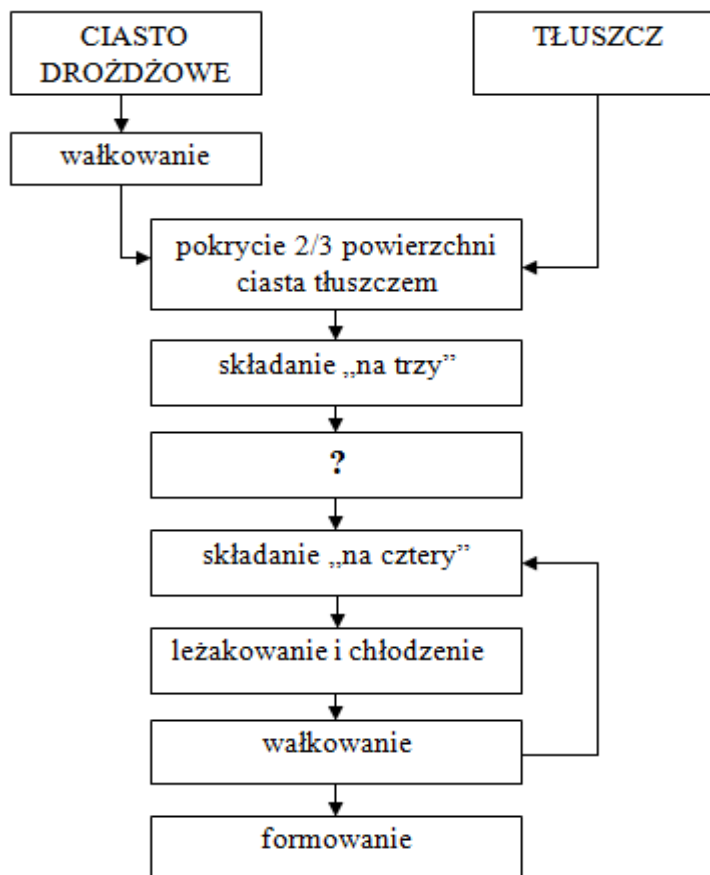 CIASTO
DROŻDŻOWE
TŁUSZCZ
wałkowanie
pokrycie 2/3 powierzchni
ciasta tłuszczem
składanie „na trzy”
?
składanie „na cztery”
leżakowanie i chłodzenie
wałkowanie
formowanie